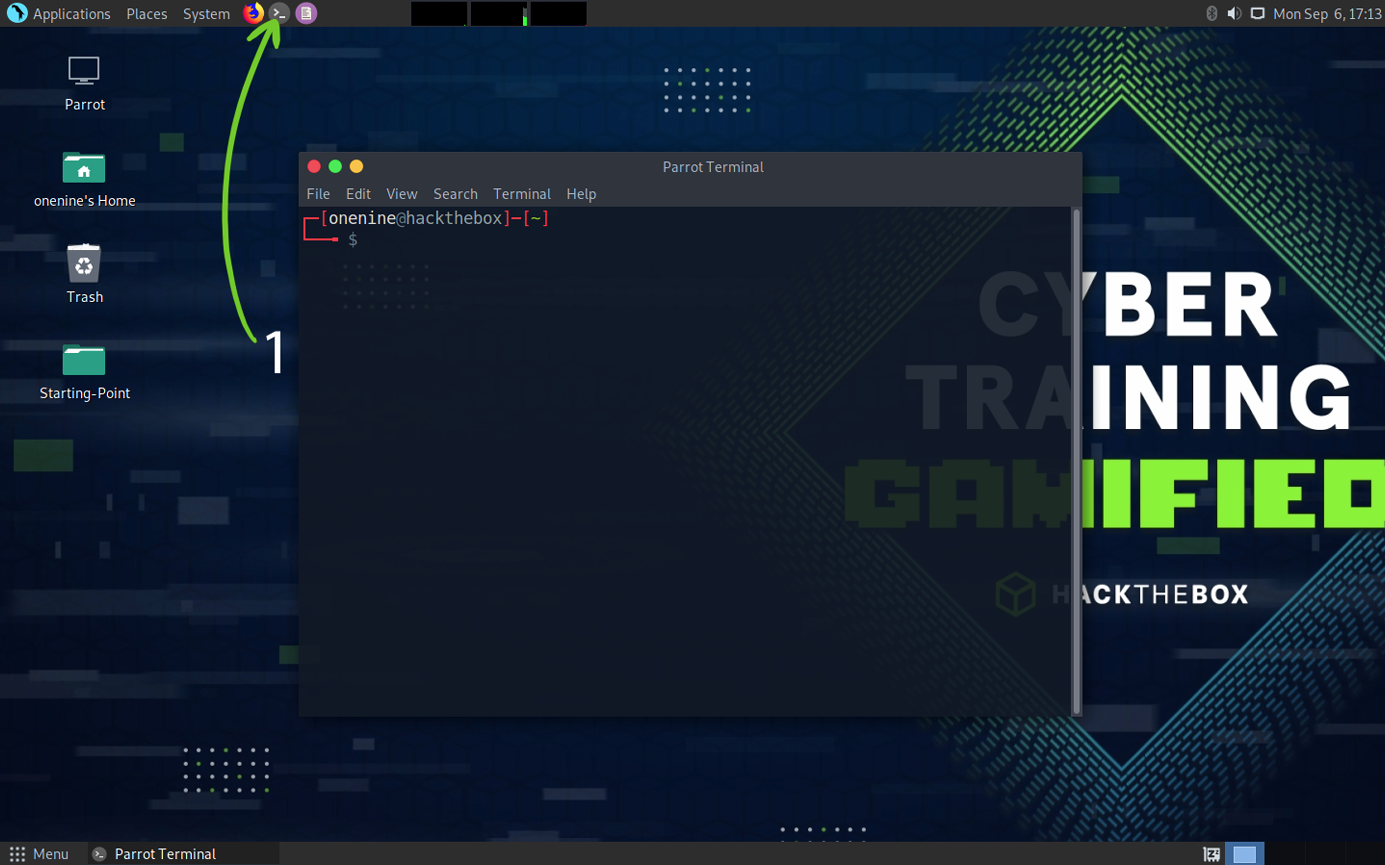 Applications Places System
Mon Sep 6, 17:13
Parrot
onenine's Home
Trash
Starting-Point
1
Parrot Terminal
File Edit View Search Terminal Help
┌─[onenine@hackthebox]─[~]
└──╼ $
CYBER
TRAINING
GAMIFIED
HACKTHEBOX
Menu Parrot Terminal